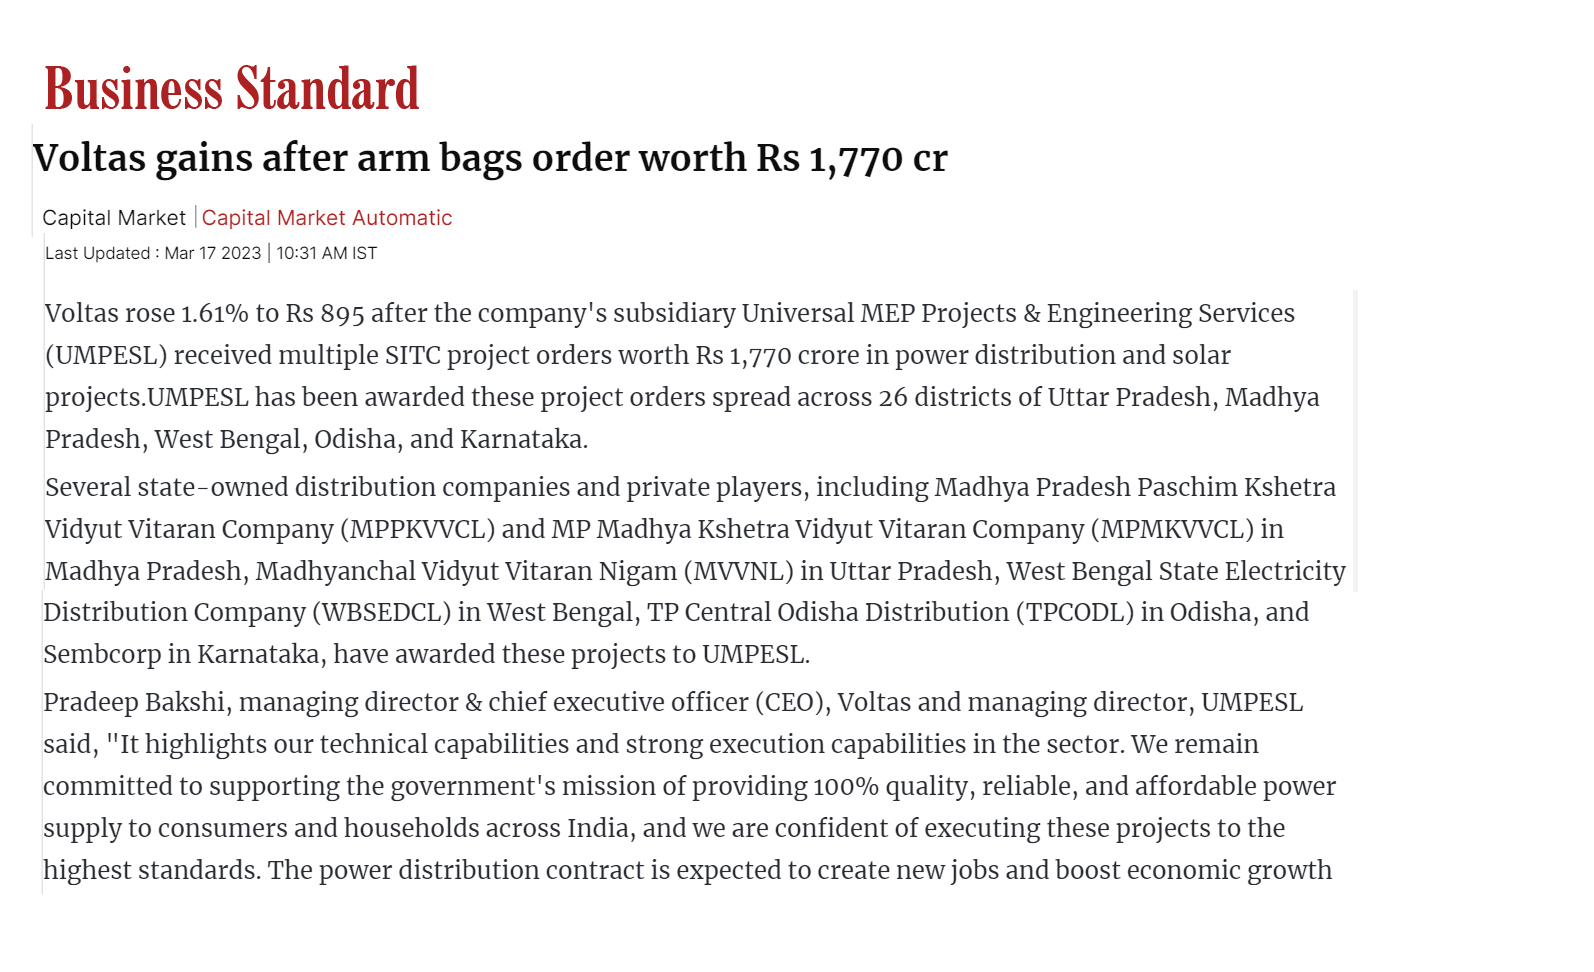 Business Standard
Voltas gains after arm bags order worth Rs 1,770 cr
Capital Market | Capital Market Automatic
Last Updated : Mar 17 2023 | 10:31 AM IST
Voltas rose 1.61% to Rs 895 after the company's subsidiary Universal MEP Projects & Engineering Services
(UMPESL) received multiple SITC project orders worth Rs 1,770 crore in power distribution and solar
projects.UMPESL has been awarded these project orders spread across 26 districts of Uttar Pradesh, Madhya
Pradesh, West Bengal, Odisha, and Karnataka.
Several state-owned distribution companies and private players, including Madhya Pradesh Paschim Kshetra
Vidyut Vitaran Company (MPPKVVCL) and MP Madhya Kshetra Vidyut Vitaran Company (MPMKVVCL) in
Madhya Pradesh, Madhyanchal Vidyut Vitaran Nigam (MVVNL) in Uttar Pradesh, West Bengal State Electricity
Distribution Company (WBSEDCL) in West Bengal, TP Central Odisha Distribution (TPCODL) in Odisha, and
Sembcorp in Karnataka, have awarded these projects to UMPESL.
Pradeep Bakshi, managing director & chief executive officer (CEO), Voltas and managing director, UMPESL
said, "It highlights our technical capabilities and strong execution capabilities in the sector. We remain
committed to supporting the government's mission of providing 100% quality, reliable, and affordable power
supply to consumers and households across India, and we are confident of executing these projects to the
highest standards. The power distribution contract is expected to create new jobs and boost economic growth